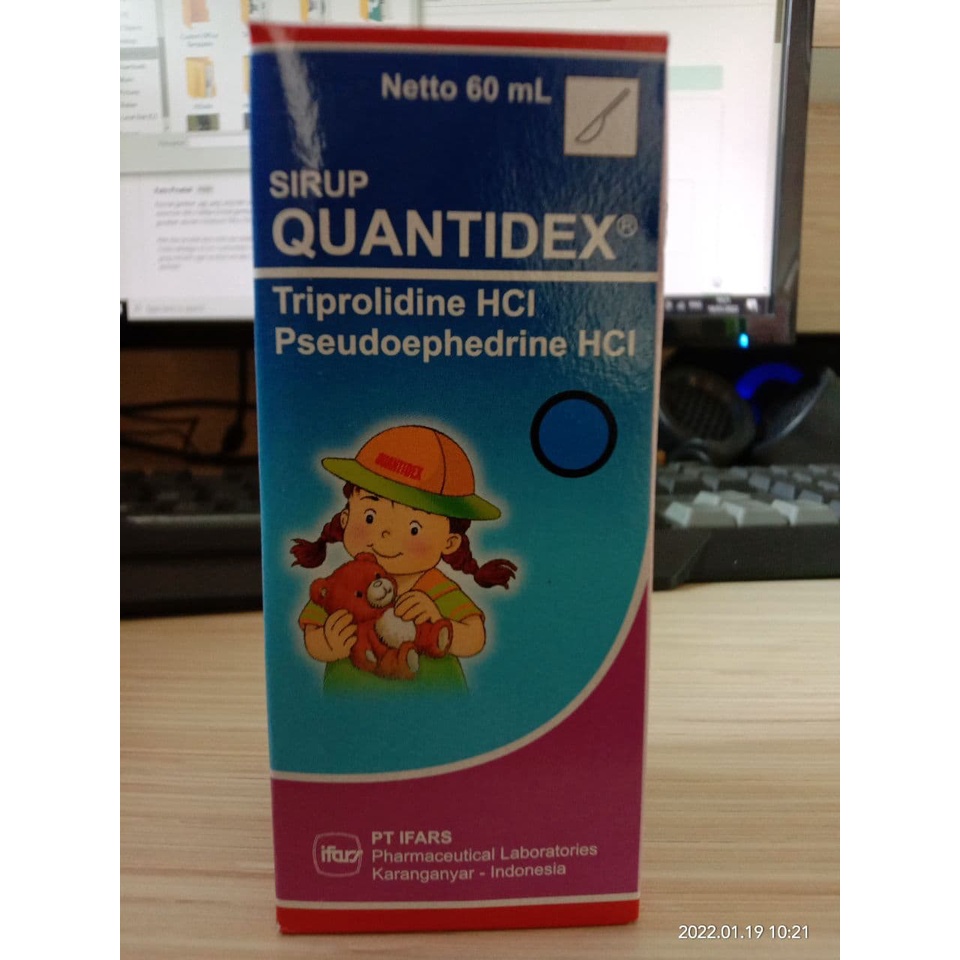 Netto 60 mL
SIRUP
QUANTIDEX®
Triprolidine HCl
Pseudoephedrine HCl
QUANTIDEX
ifars
PT IFARS
Pharmaceutical Laboratories
Karanganyar - Indonesia
2022.01.19 10:21